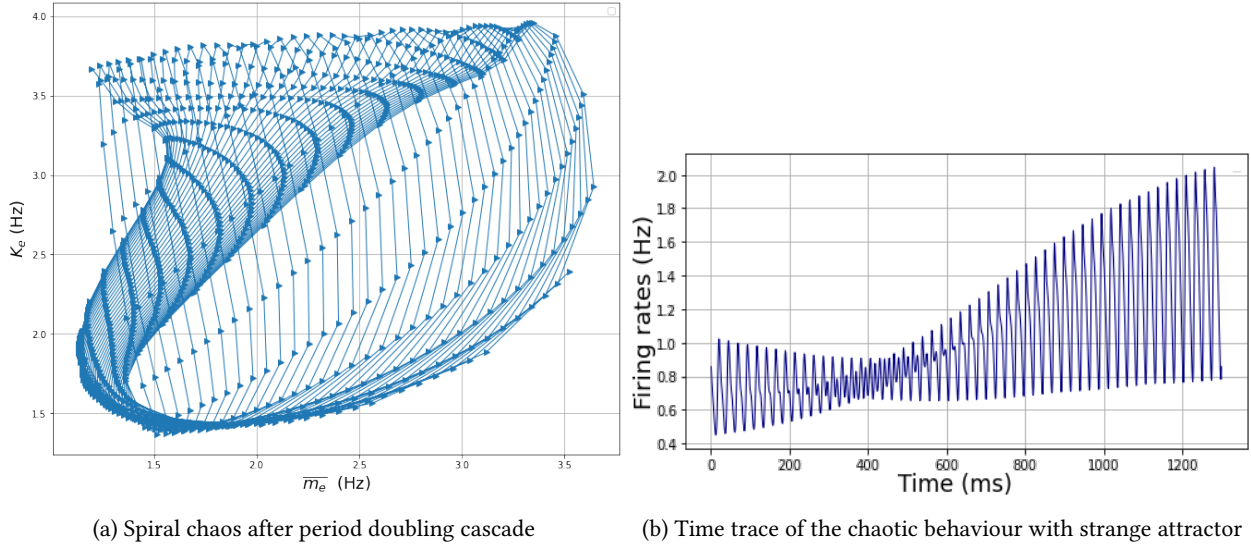 4.0
3.5
3.0
2.5
2.0
1.5
K_e (Hz)
1.5 2.0 2.5 3.0 3.5
m_e (Hz)
2.0
1.8
1.6
1.4
1.2
1.0
0.8
0.6
0.4
Firing rates (Hz)
0 200 400 600 800 1000 1200
Time (ms)
(a) Spiral chaos after period doubling cascade
(b) Time trace of the chaotic behaviour with strange attractor